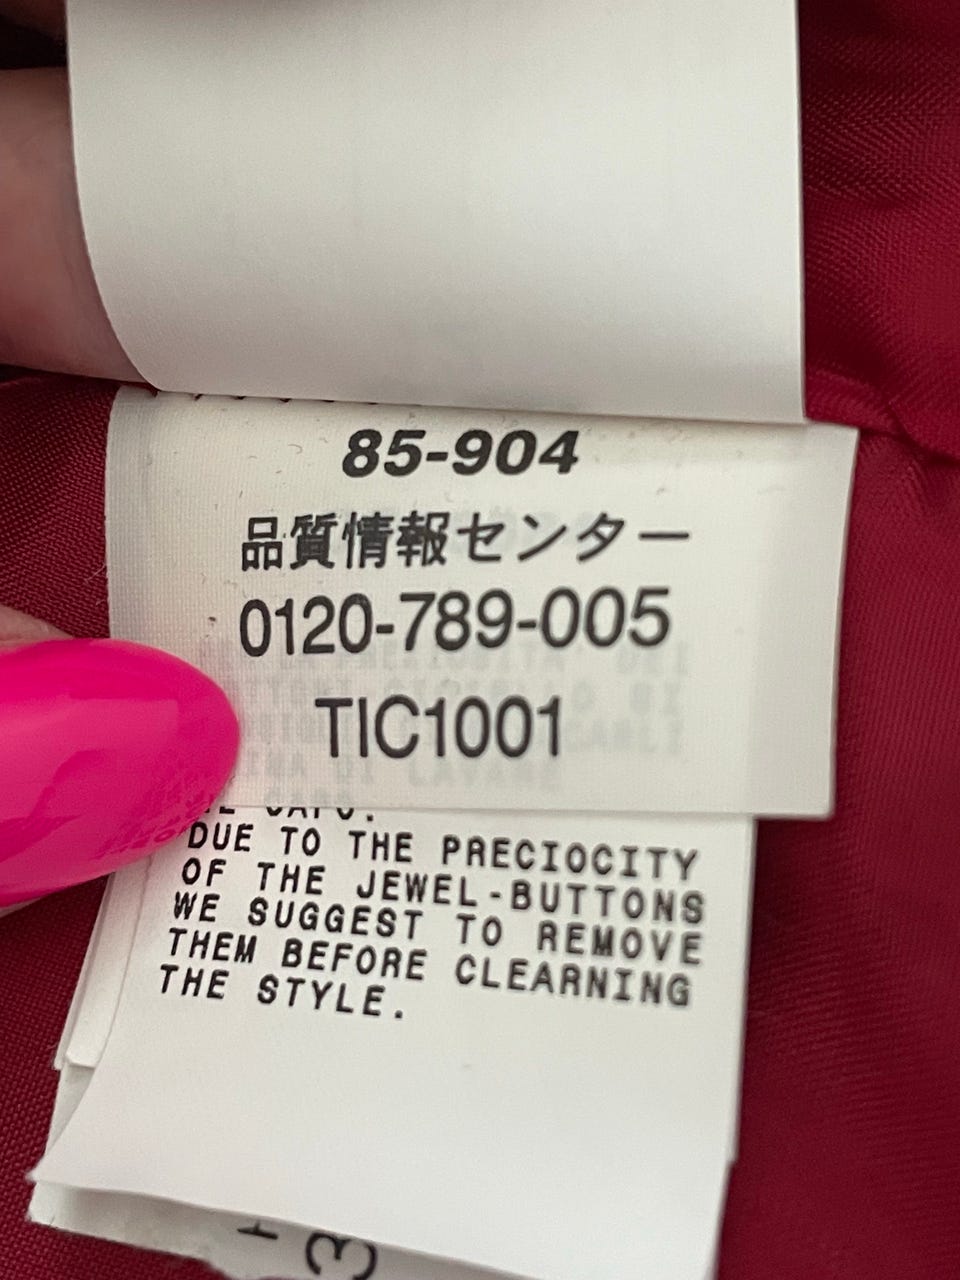 85-904
品質情報センター
0120-789-005
TIC1001
DUE TO THE PRECIOCITY
OF THE JEWEL-BUTTONS
WE SUGGEST TO REMOVE
THEM BEFORE CLEARNING
THE STYLE.
3